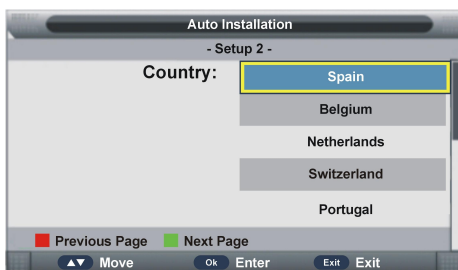 Auto Installation
- Setup 2 -
Country:
Spain
Belgium
Netherlands
Switzerland
Portugal
Previous Page Next Page
▲▼ Move Ok Enter Exit Exit